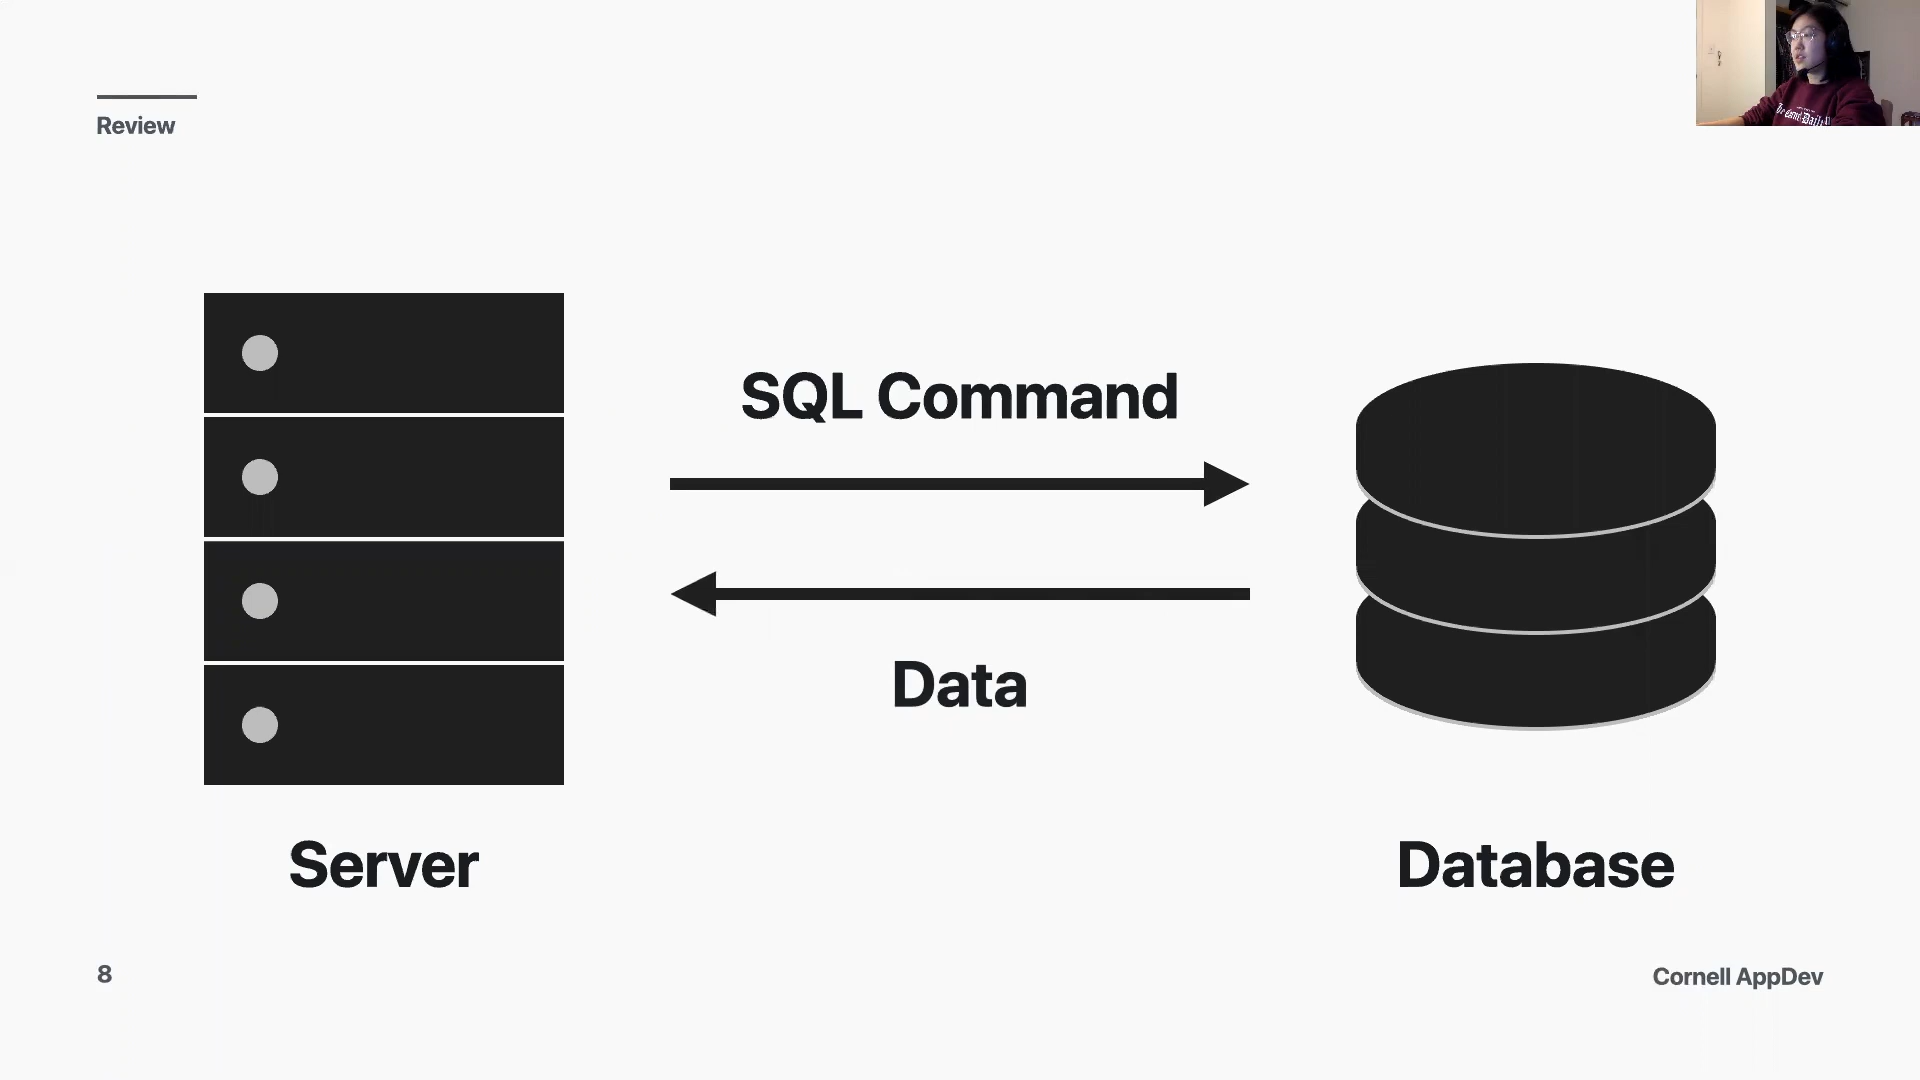 Review
SQL Command
Data
Server
Database
8
Cornell AppDev